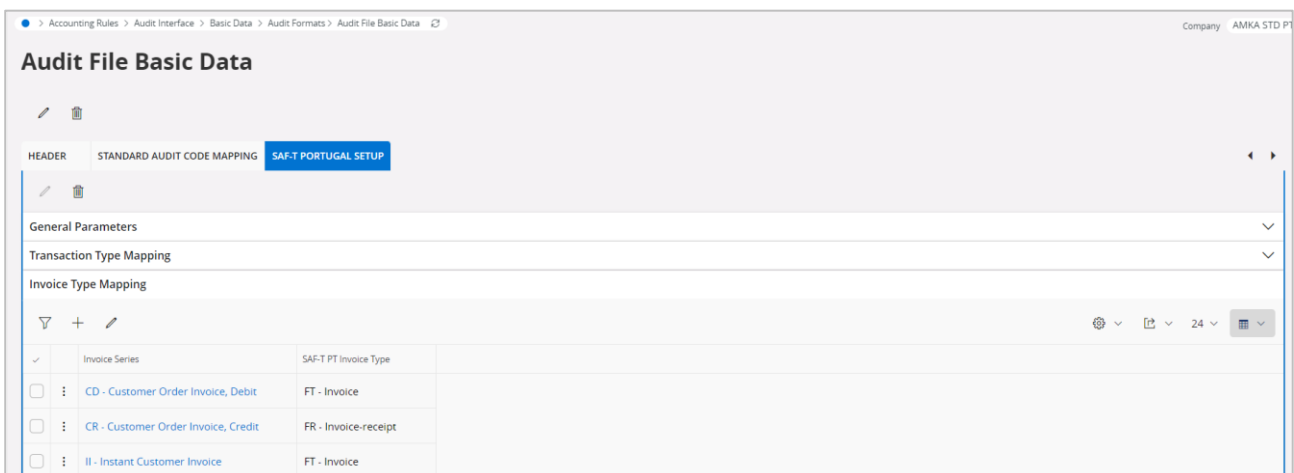 > Accounting Rules > Audit Interface > Basic Data > Audit Formats > Audit File Basic Data
Company AMKA STD PT
Audit File Basic Data
HEADER STANDARD AUDIT CODE MAPPING SAF-T PORTUGAL SETUP
General Parameters
Transaction Type Mapping
Invoice Type Mapping
24
Invoice Series SAF-T PT Invoice Type
CD - Customer Order Invoice, Debit FT - Invoice
CR - Customer Order Invoice, Credit FR - Invoice-receipt
II - Instant Customer Invoice FT - Invoice